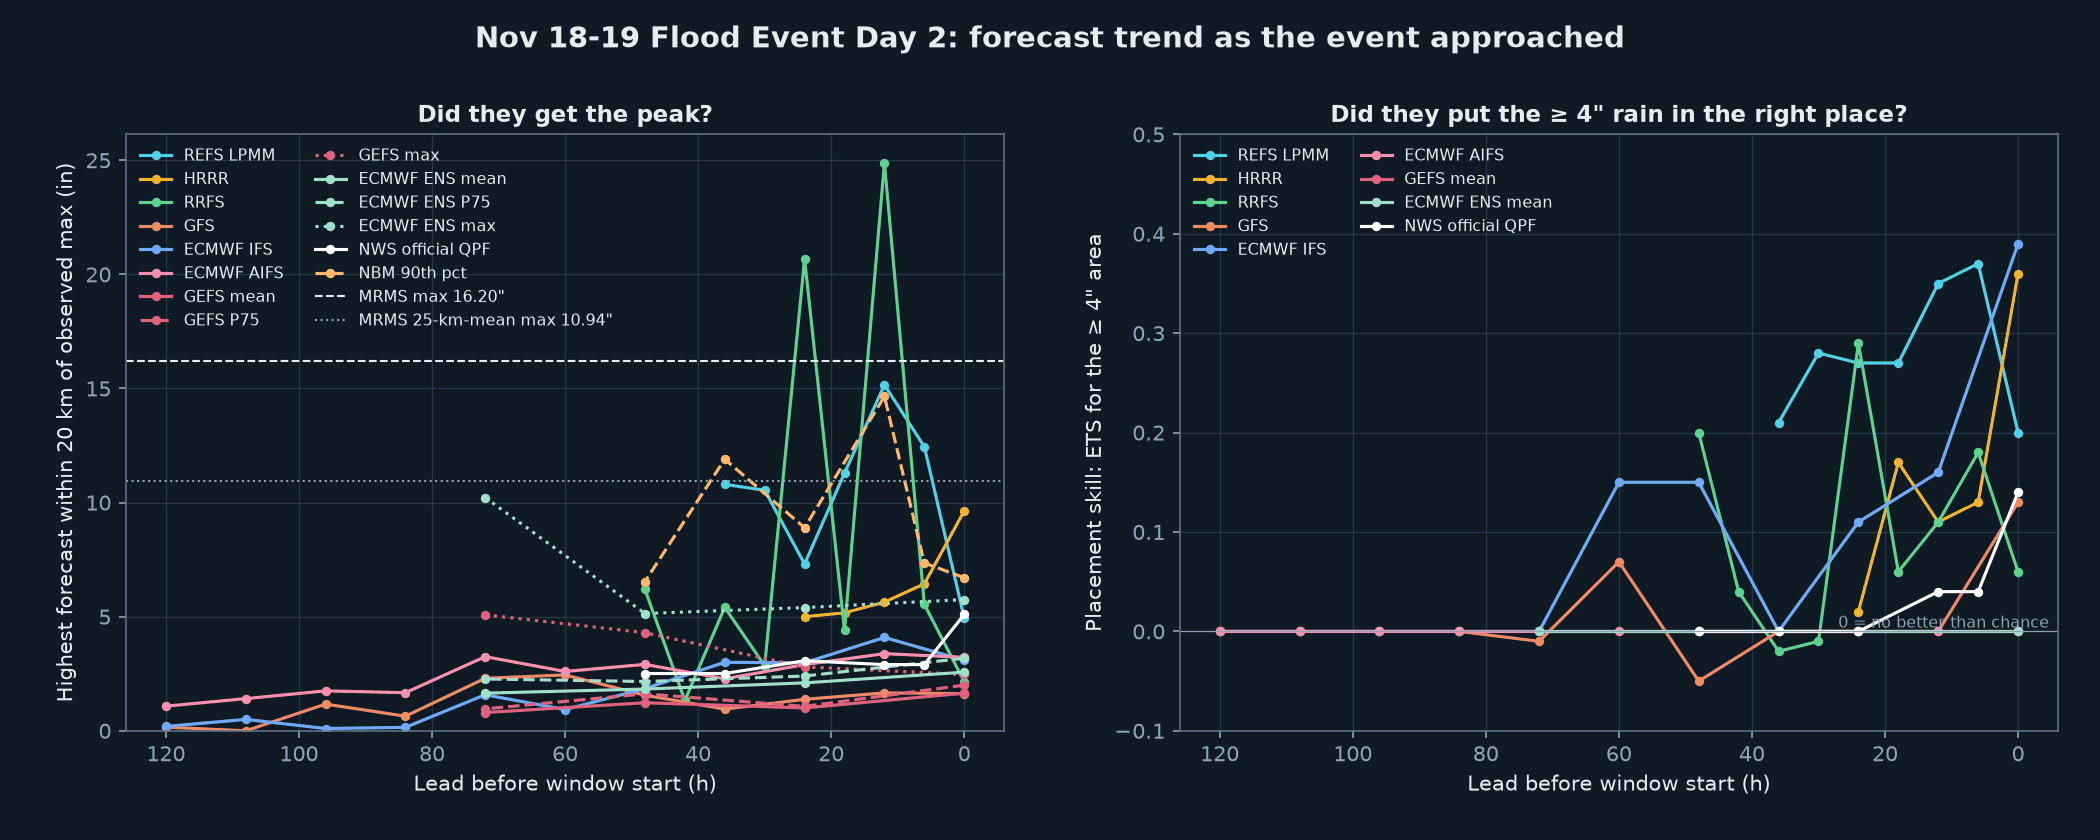 Nov 18-19 Flood Event Day 2: forecast trend as the event approached
Did they get the peak?
Highest forecast within 20 km of observed max (in)
25
20
15
10
5
0
REFS LPMM
HRRR
RRFS
GFS
ECMWF IFS
ECMWF AIFS
GEFS mean
GEFS P75
GEFS max
ECMWF ENS mean
ECMWF ENS P75
ECMWF ENS max
NWS official QPF
NBM 90th pct
MRMS max 16.20"
MRMS 25-km-mean max 10.94"
120 100 80 60 40 20 0
Lead before window start (h)
Did they put the ≥ 4" rain in the right place?
Placement skill: ETS for the ≥ 4" area
0.5
0.4
0.3
0.2
0.1
0.0
−0.1
REFS LPMM
HRRR
RRFS
GFS
ECMWF IFS
ECMWF AIFS
GEFS mean
ECMWF ENS mean
NWS official QPF
0 = no better than chance
120 100 80 60 40 20 0
Lead before window start (h)